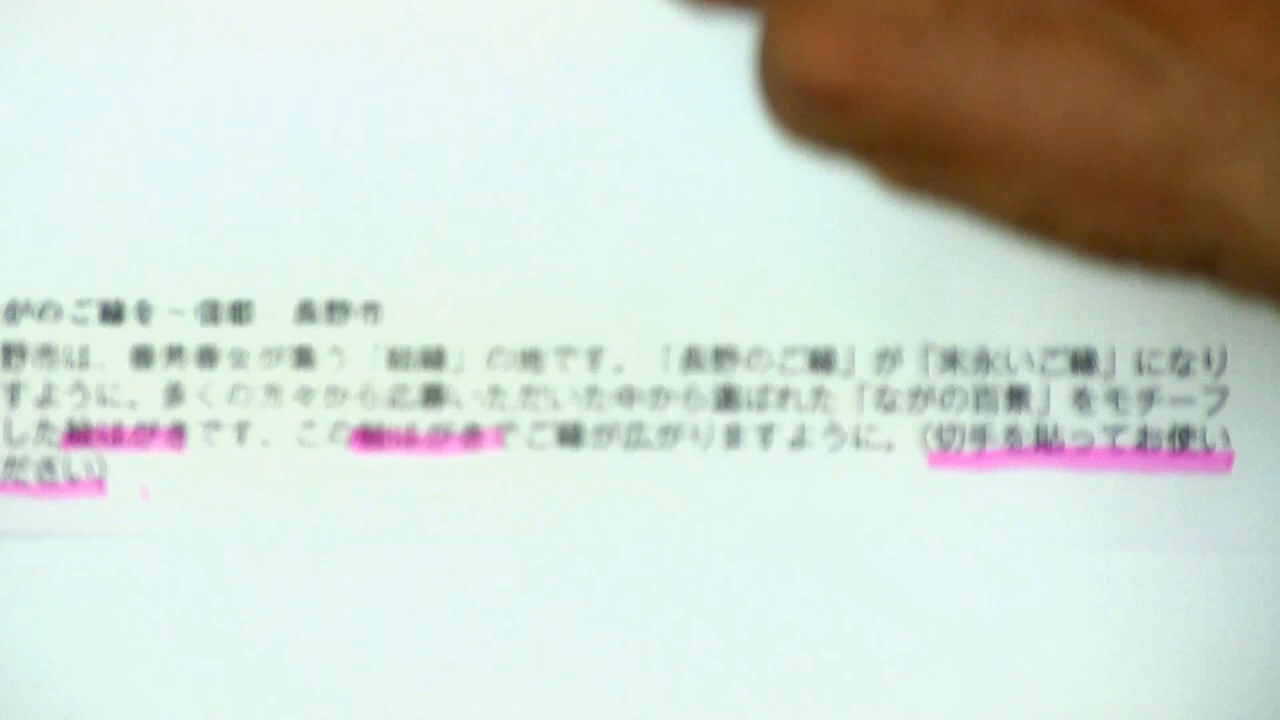 がのご縁を~信都 長野市
野市は、善男善女が集う「結縁」の地です。「長野のご縁」が「末永いご縁」になり
すように、多くの方々から応募いただいた中から選ばれた「ながの百景」をモチーフ
した絵はがきです。この絵はがきでご縁が広がりますように。(切手を貼ってお使い
ださい)